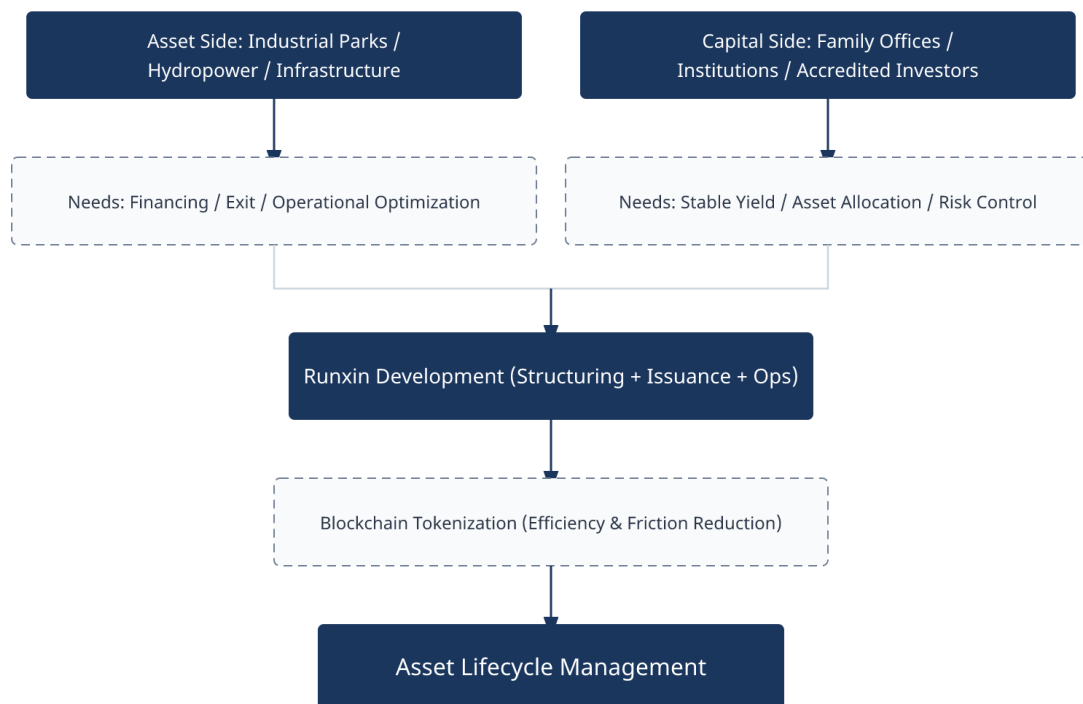 Asset Side: Industrial Parks /
Hydropower / Infrastructure
Capital Side: Family Offices /
Institutions / Accredited Investors
Needs: Financing / Exit / Operational Optimization
Needs: Stable Yield / Asset Allocation / Risk Control
Runxin Development (Structuring + Issuance + Ops)
Blockchain Tokenization (Efficiency & Friction Reduction)
Asset Lifecycle Management